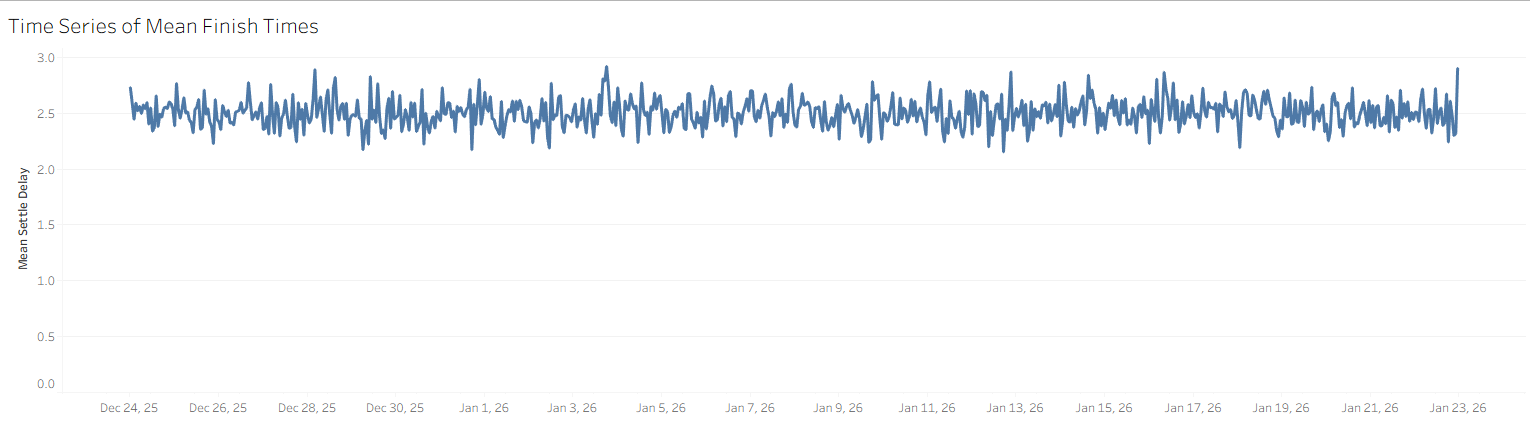 Time Series of Mean Finish Times
3.0
2.5
2.0
1.5
1.0
0.5
0.0
Mean Settle Delay
Dec 24, 25 Dec 26, 25 Dec 28, 25 Dec 30, 25 Jan 1, 26 Jan 3, 26 Jan 5, 26 Jan 7, 26 Jan 9, 26 Jan 11, 26 Jan 13, 26 Jan 15, 26 Jan 17, 26 Jan 19, 26 Jan 21, 26 Jan 23, 26